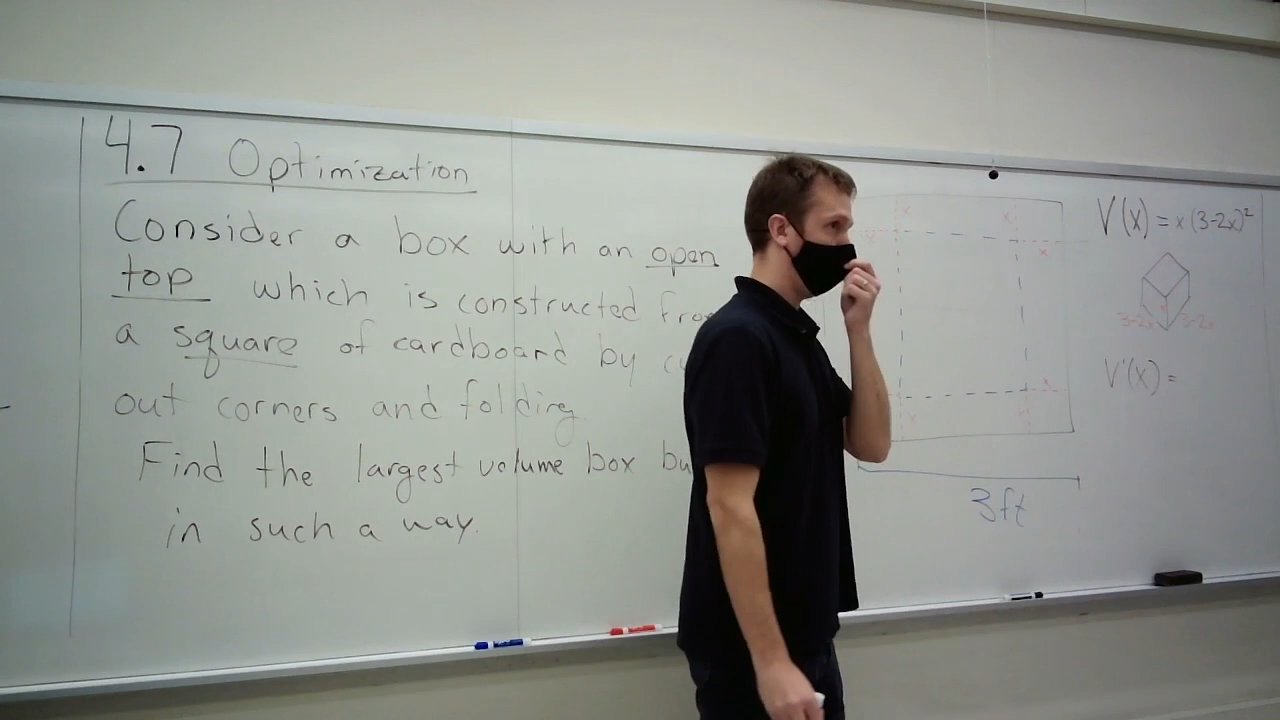 4.7 Optimization
Consider a box with an open
top which is constructed
a square of cardboard by
out corners and folding.
Find the largest volume box
in such a way.
x x
x x
x x
x x
3ft
V(x) = x(3-2x)²
3-2x x 3-2x
V'(x) =